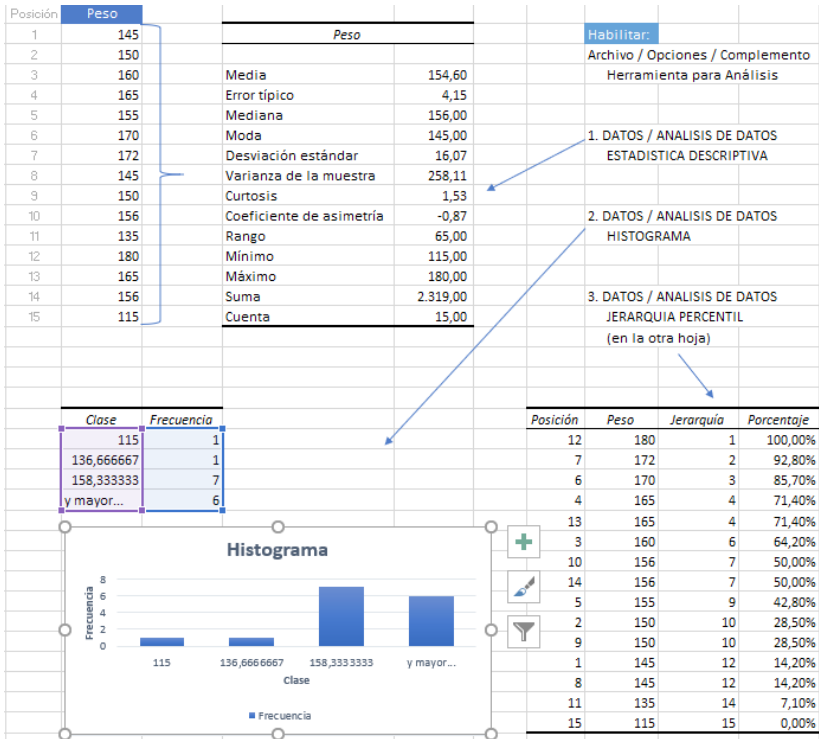 Posición Peso
1 145
2 150
3 160
4 165
5 155
6 170
7 172
8 145
9 150
10 156
11 135
12 180
13 165
14 156
15 115
Peso
Media 154,60
Error típico 4,15
Mediana 156,00
Moda 145,00
Desviación estándar 16,07
Varianza de la muestra 258,11
Curtosis 1,53
Coeficiente de asimetría -0,87
Rango 65,00
Mínimo 115,00
Máximo 180,00
Suma 2.319,00
Cuenta 15,00
Habilitar:
Archivo / Opciones / Complemento
Herramienta para Análisis
1. DATOS / ANALISIS DE DATOS
ESTADISTICA DESCRIPTIVA
2. DATOS / ANALISIS DE DATOS
HISTOGRAMA
3. DATOS / ANALISIS DE DATOS
JERARQUIA PERCENTIL
(en la otra hoja)
Clase Frecuencia
115 1
136,666667 1
158,333333 7
y mayor... 6
Histograma
Frecuencia
8
6
4
2
0
115 136,6666667 158,3333333 y mayor...
Clase
Frecuencia
Posición Peso Jerarquía Porcentaje
12 180 1 100,00%
7 172 2 92,80%
6 170 3 85,70%
4 165 4 71,40%
13 165 4 71,40%
3 160 6 64,20%
10 156 7 50,00%
14 156 7 50,00%
5 155 9 42,80%
2 150 10 28,50%
9 150 10 28,50%
1 145 12 14,20%
8 145 12 14,20%
11 135 14 7,10%
15 115 15 0,00%